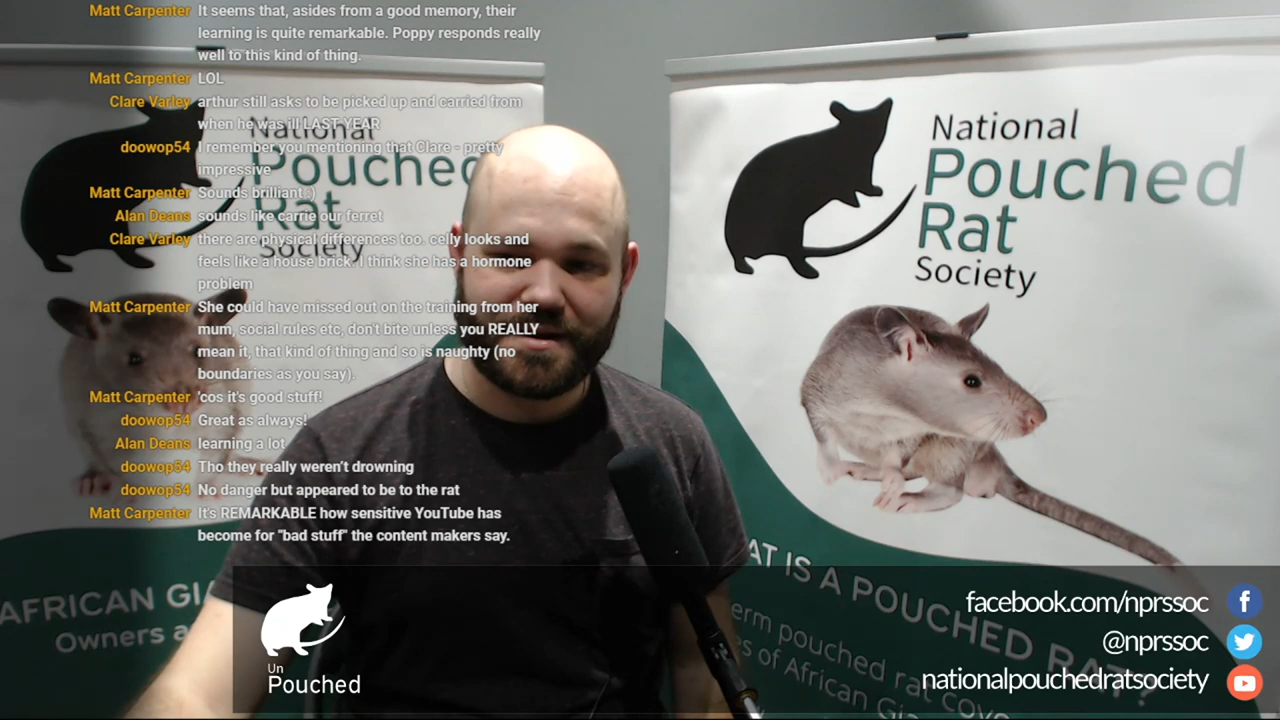 Matt Carpenter It seems that, asides from a good memory, their
learning is quite remarkable. Poppy responds really
well to this kind of thing.
Matt Carpenter LOL
Clare Varley arthur still asks to be picked up and carried from
when he was ill LAST YEAR
doowop54 I remember you mentioning that Clare - pretty
impressive
Matt Carpenter Sounds brilliant :)
Alan Deans sounds like carrie our ferret
Clare Varley there are physical differences too. celly looks and
feels like a house brick. I think she has a hormone
problem
Matt Carpenter She could have missed out on the training from her
mum, social rules etc, don't bite unless you REALLY
mean it, that kind of thing and so is naughty (no
boundaries as you say).
Matt Carpenter 'cos it's good stuff!
doowop54 Great as always!
Alan Deans learning a lot
doowop54 Tho they really weren't drowning
doowop54 No danger but appeared to be to the rat
Matt Carpenter It's REMARKABLE how sensitive YouTube has
become for "bad stuff" the content makers say.
National
Pouched
Rat
Society
AFRICAN GI
Owners a
National
Pouched
Rat
Society
AT IS A POUCHED RAT?
erm pouched rat cov
s of African Gia
Un
Pouched
facebook.com/nprssoc
@nprssoc
nationalpouchedratsociety